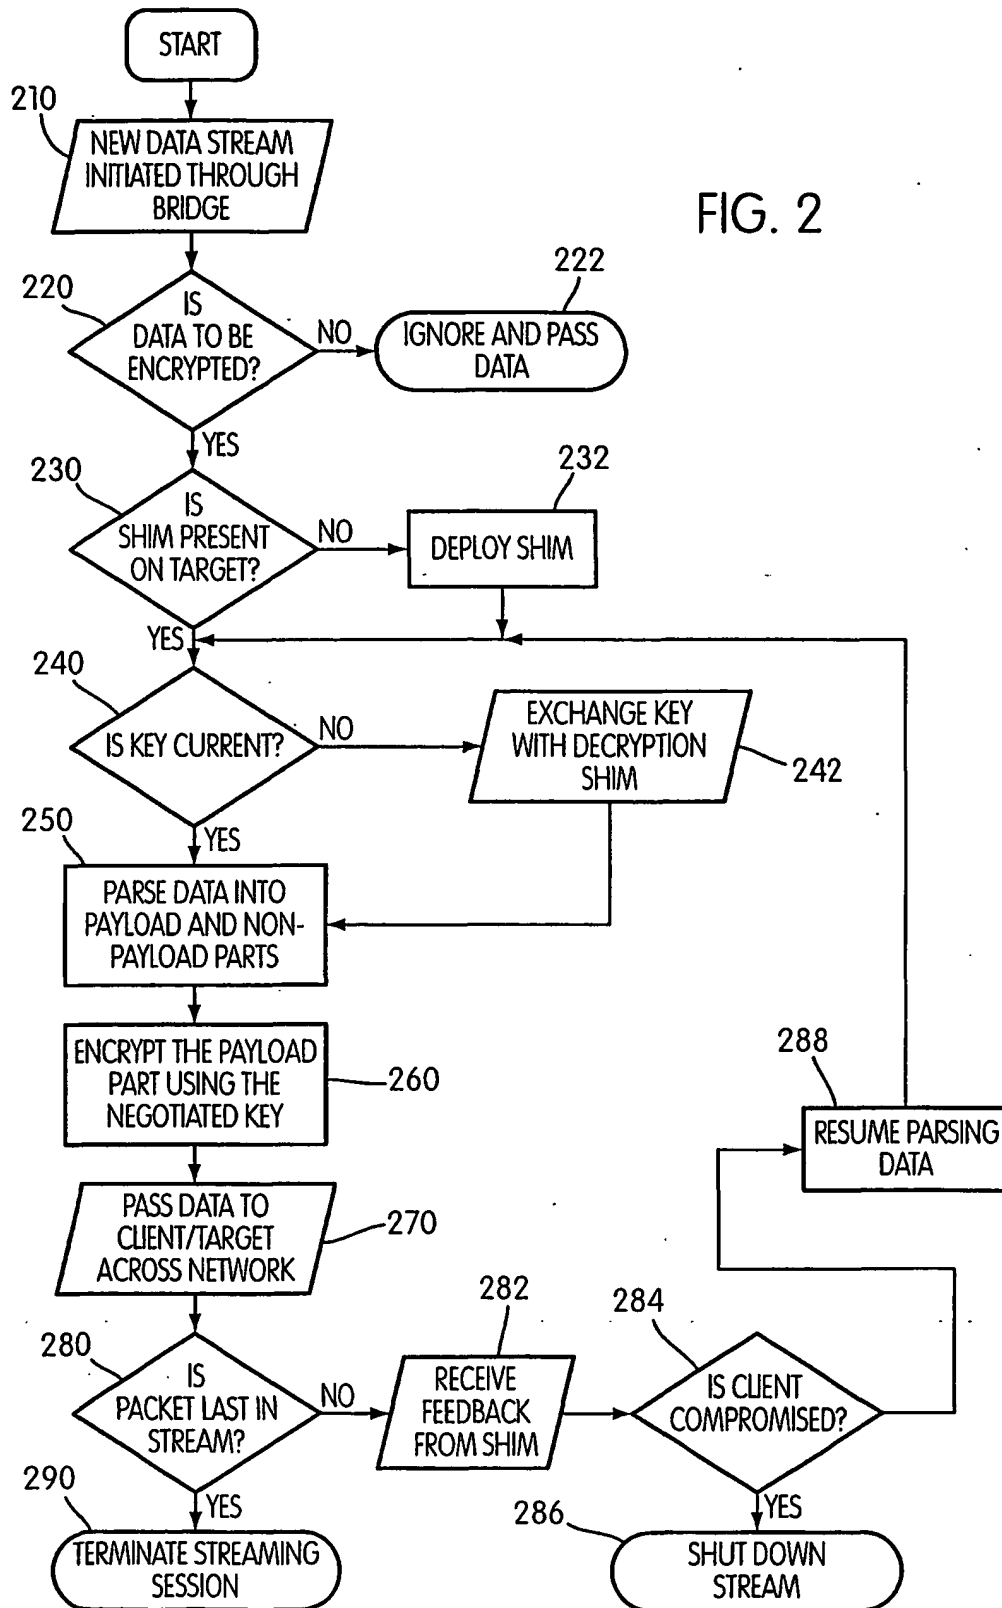 START
210
NEW DATA STREAM
INITIATED THROUGH
BRIDGE
FIG. 2
220
IS
DATA TO BE
ENCRYPTED?
NO
222
IGNORE AND PASS
DATA
YES
230
IS
SHIM PRESENT
ON TARGET?
NO
232
DEPLOY SHIM
YES
240
IS KEY CURRENT?
NO
EXCHANGE KEY
WITH DECRYPTION
SHIM
242
YES
250
PARSE DATA INTO
PAYLOAD AND NON-
PAYLOAD PARTS
ENCRYPT THE PAYLOAD
PART USING THE
NEGOTIATED KEY
260
288
RESUME PARSING
DATA
PASS DATA TO
CLIENT/TARGET
ACROSS NETWORK
270
280
IS
PACKET LAST IN
STREAM?
NO
282
RECEIVE
FEEDBACK
FROM SHIM
284
IS CLIENT
COMPROMISED?
YES
290
TERMINATE STREAMING
SESSION
YES
286
SHUT DOWN
STREAM